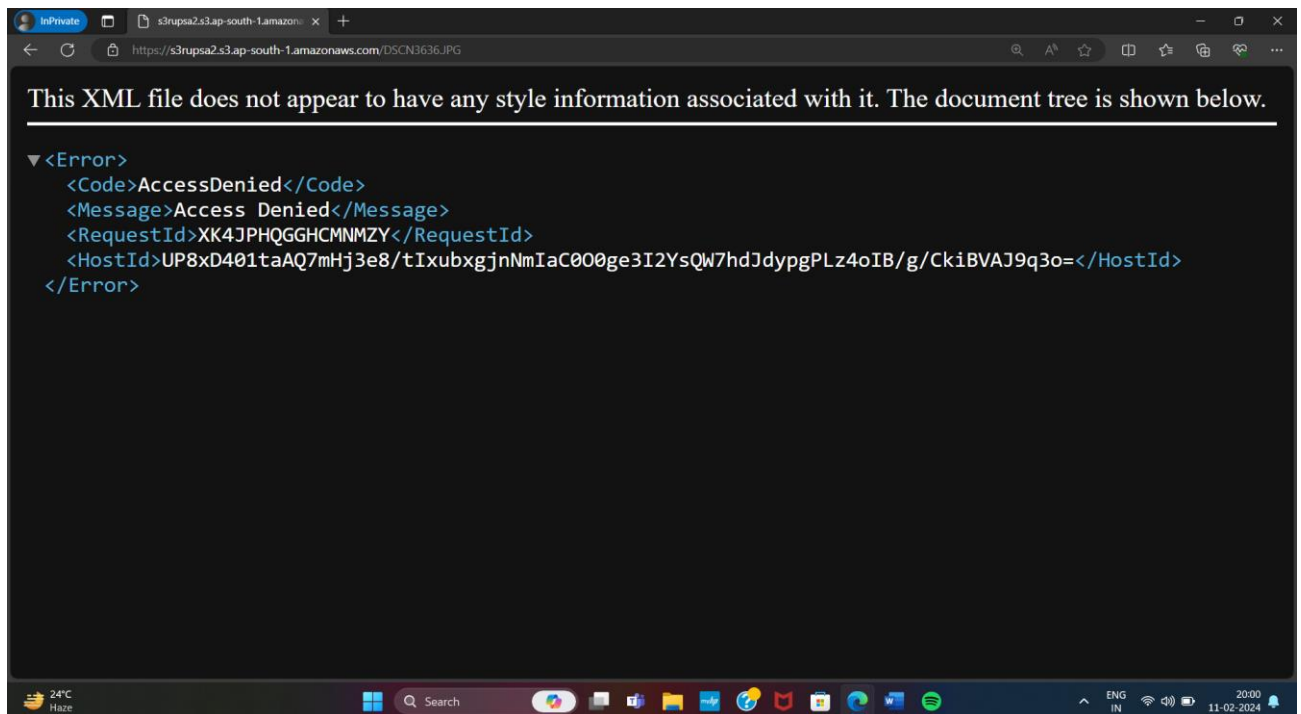 InPrivate
s3rupsa2.s3.ap-south-1.amazona
https://s3rupsa2.s3.ap-south-1.amazonaws.com/DSCN3636.JPG
This XML file does not appear to have any style information associated with it. The document tree is shown below.
▼<Error>
<Code>AccessDenied</Code>
<Message>Access Denied</Message>
<RequestId>XK4JPHQGGHCMNMZY</RequestId>
<HostId>UP8xD401taAQ7mHj3e8/tIxubxgjnNmIaC0O0ge3I2YsQW7hdJdypgPLz4oIB/g/CkiBVAJ9q3o=</HostId>
</Error>
24°C
Haze
Search
ENG
IN
20:00
11-02-2024